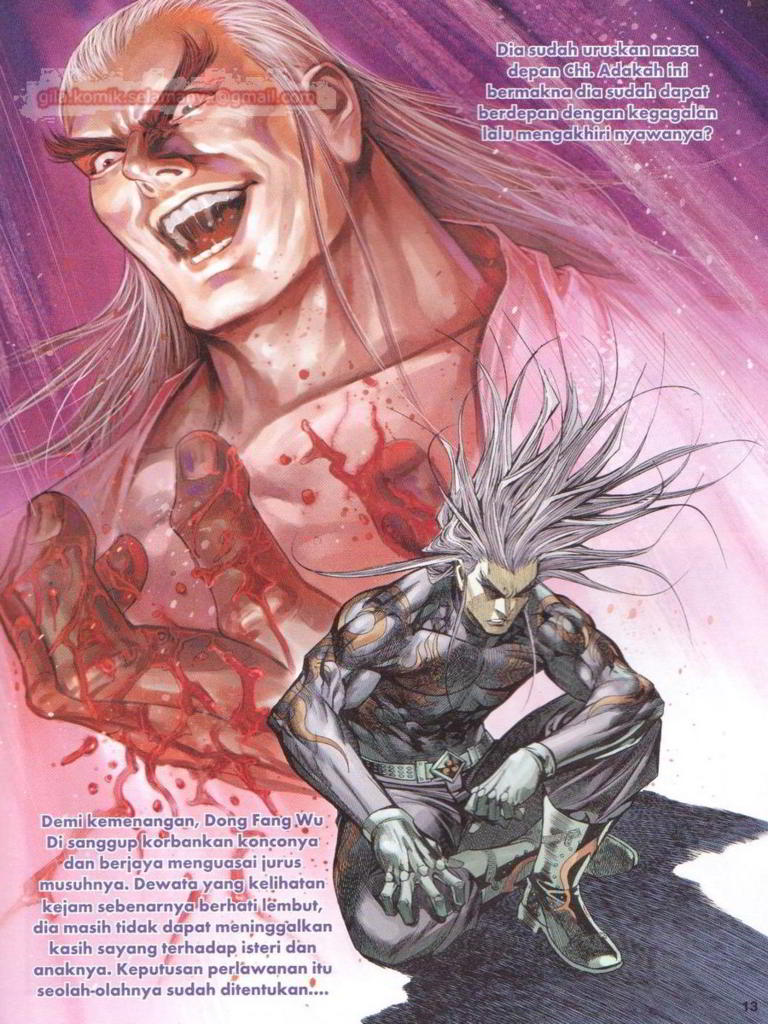 Dia sudah uruskan masa
depan Chi. Adakah ini
bermakna dia sudah dapat
berdepan dengan kegagalan
lalu mengakhiri nyawanya?
gila.komik.selamanya@gmail.com
Demi kemenangan, Dong Fang Wu
Di sanggup korbankan konconya
dan berjaya menguasai jurus
musuhnya. Dewata yang kelihatan
kejam sebenarnya berhati lembut,
dia masih tidak dapat meninggalkan
kasih sayang terhadap isteri dan
anaknya. Keputusan perlawanan itu
seolah-olahnya sudah ditentukan....
13